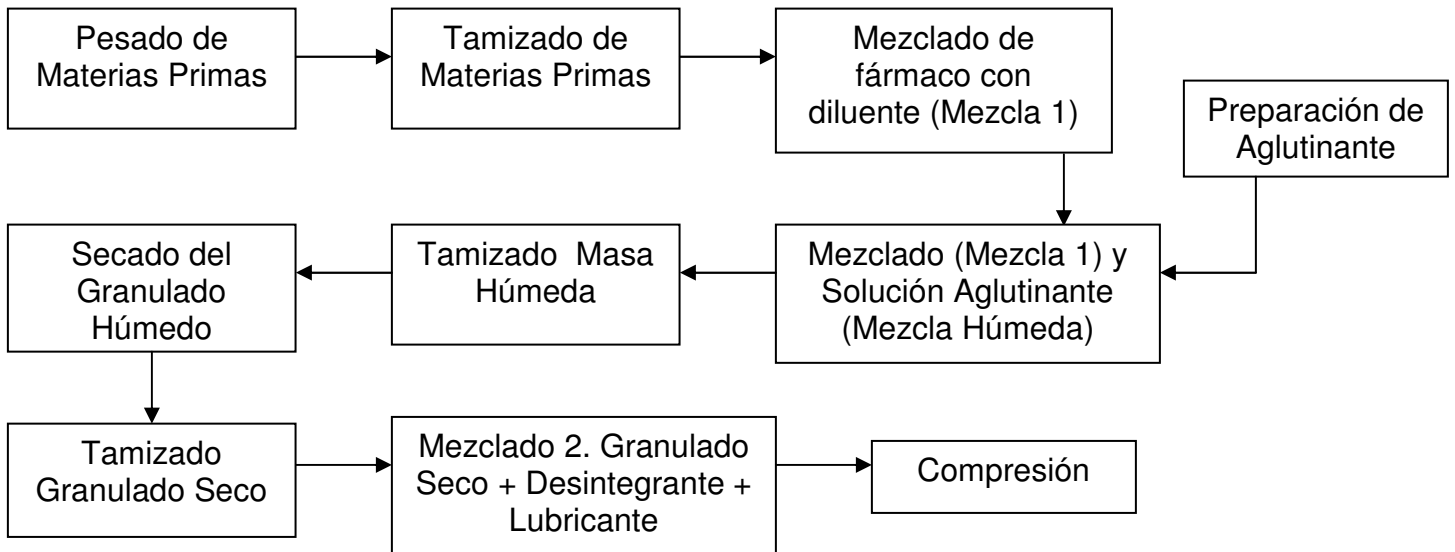 Pesado de
Materias Primas
Tamizado de
Materias Primas
Mezclado de
fármaco con
diluente (Mezcla 1)
Preparación de
Aglutinante
Mezclado (Mezcla 1) y
Solución Aglutinante
(Mezcla Húmeda)
Tamizado  Masa
Húmeda
Secado del
Granulado
Húmedo
Tamizado
Granulado Seco
Mezclado 2. Granulado
Seco + Desintegrante +
Lubricante
Compresión